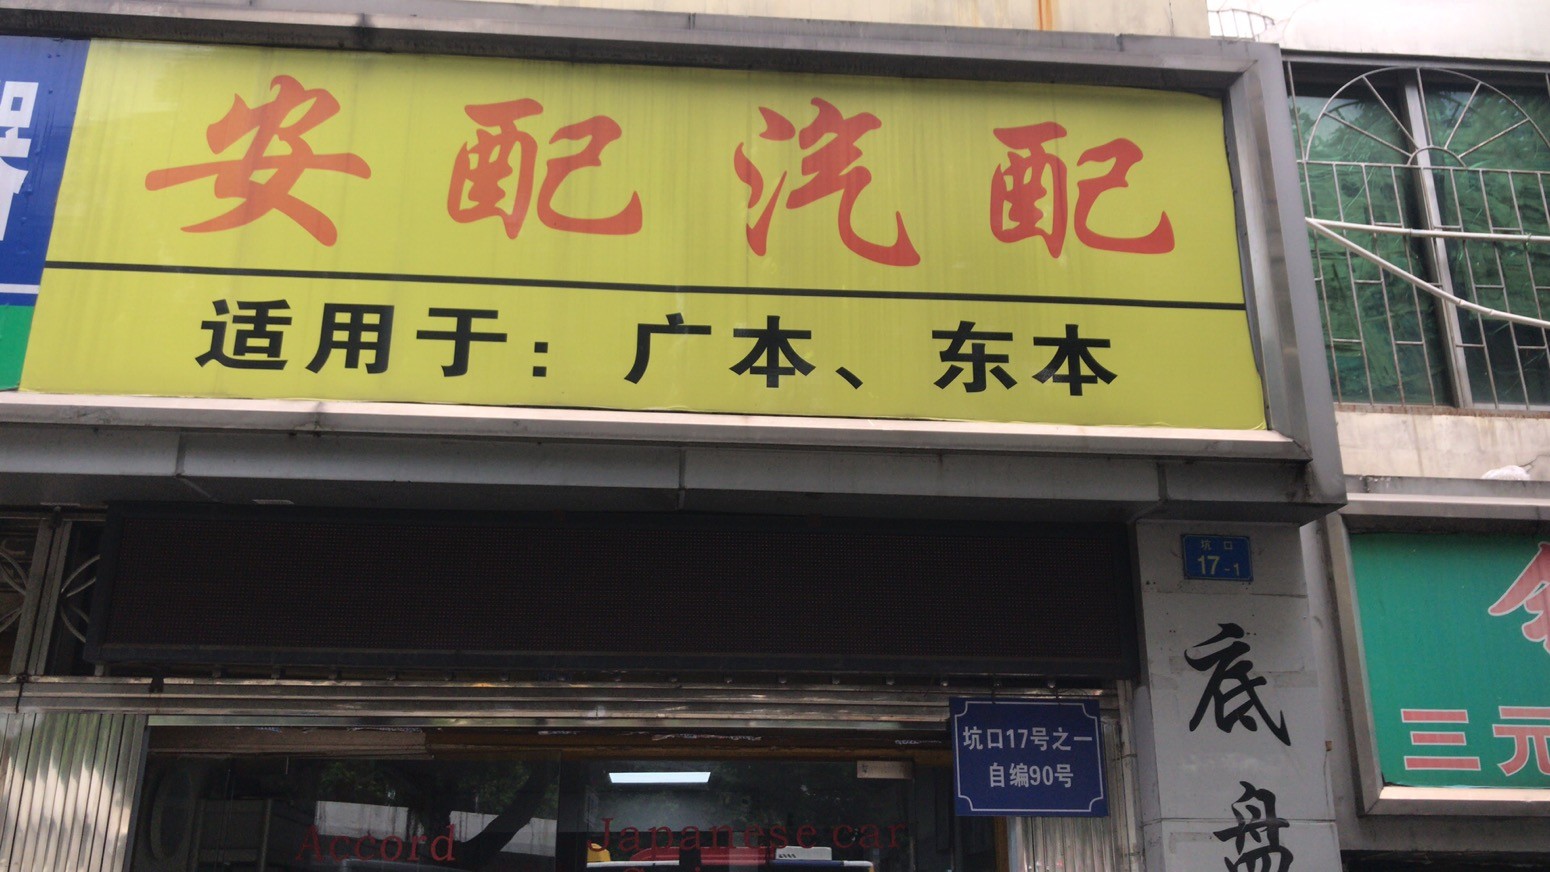 安配汽配
适用于：广本、东本
坑口
17-1
底盘
坑口17号之一
自编90号
三元
Accord
Japanese car